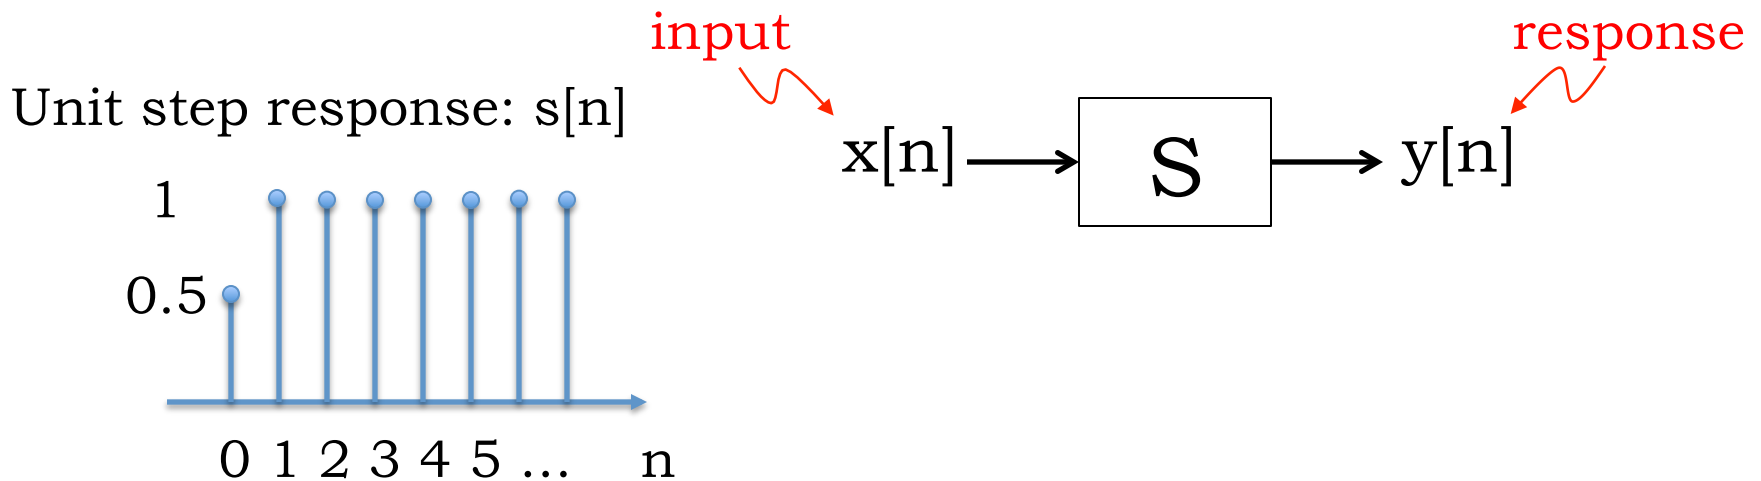 input
response
Unit step response: s[n]
x[n]
S
y[n]
1
0.5
0 1 2 3 4 5 ... n